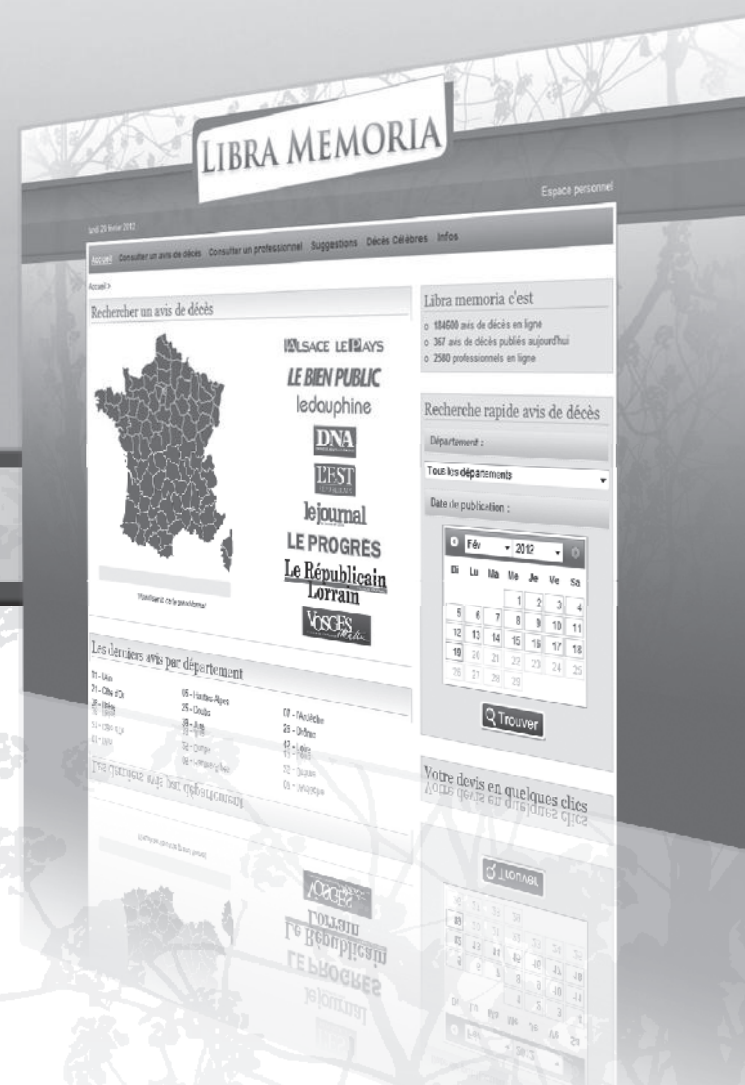 LIBRA MEMORIA
Espace personnel
lundi 20 février 2012
Accueil Consulter un avis de décès Consulter un professionnel Suggestions Décès Célèbres Infos
Accueil >
Rechercher un avis de décès
L'ALSACE LE PAYS
LE BIEN PUBLIC
ledauphine
DNA
L'EST
lejournal
LE PROGRÈS
Le Républicain
Lorrain
VOSGES
Matin
Les derniers avis par département
01 - l'Ain
21 - Côte d'Or
05 - Hautes-Alpes
25 - Doubs
39 - Jura
07 - l'Ardèche
26 - Drôme
42 - Loire
Libra memoria c'est
184600 avis de décès en ligne
367 avis de décès publiés aujourd'hui
2580 professionnels en ligne
Recherche rapide avis de décès
Département :
Tous les départements
Date de publication :
Fév 2012
Di Lu Ma Me Je Ve Sa
1 2 3 4
5 6 7 8 9 10 11
12 13 14 15 16 17 18
19 20 21 22 23 24 25
26 27 28 29
Trouver
Votre devis en quelques clics